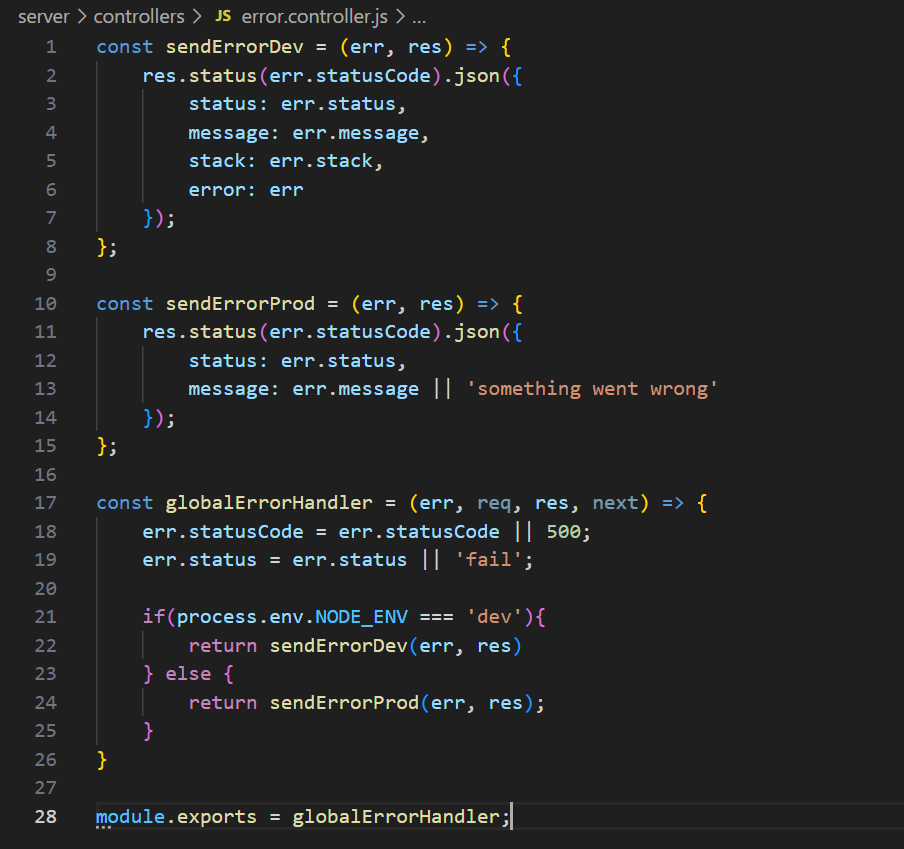 server > controllers > JS error.controller.js > ...
1 const sendErrorDev = (err, res) => {
2     res.status(err.statusCode).json({
3         status: err.status,
4         message: err.message,
5         stack: err.stack,
6         error: err
7     });
8 };
9
10 const sendErrorProd = (err, res) => {
11     res.status(err.statusCode).json({
12         status: err.status,
13         message: err.message || 'something went wrong'
14     });
15 };
16
17 const globalErrorHandler = (err, req, res, next) => {
18     err.statusCode = err.statusCode || 500;
19     err.status = err.status || 'fail';
20
21     if(process.env.NODE_ENV === 'dev'){
22         return sendErrorDev(err, res)
23     } else {
24         return sendErrorProd(err, res);
25     }
26 }
27
28 module.exports = globalErrorHandler;